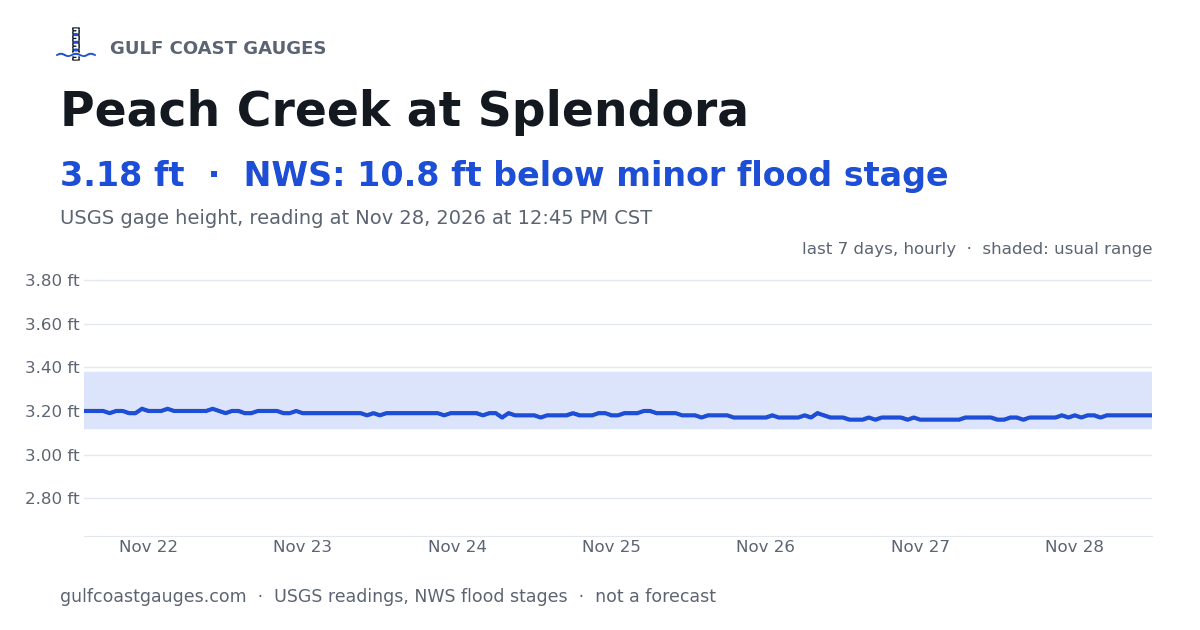 GULF COAST GAUGES
Peach Creek at Splendora
3.18 ft · NWS: 10.8 ft below minor flood stage
USGS gage height, reading at Nov 28, 2026 at 12:45 PM CST
last 7 days, hourly · shaded: usual range
3.80 ft
3.60 ft
3.40 ft
3.20 ft
3.00 ft
2.80 ft
Nov 22 Nov 23 Nov 24 Nov 25 Nov 26 Nov 27 Nov 28
gulfcoastgauges.com · USGS readings, NWS flood stages · not a forecast